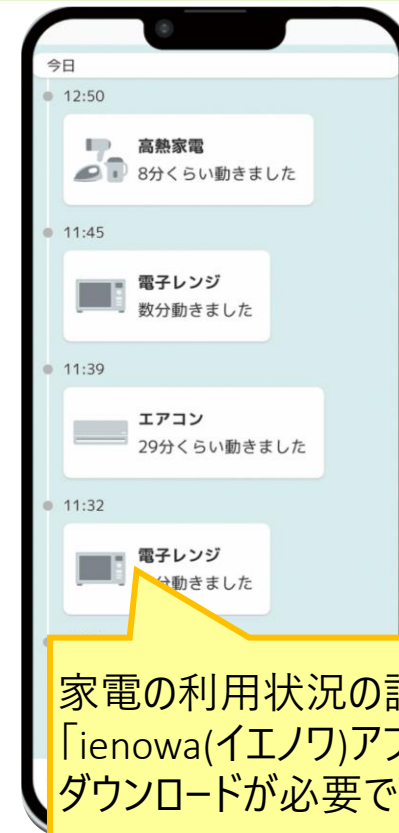 今日
12:50
高熱家電
8分くらい動きました
11:45
電子レンジ
数分動きました
11:39
エアコン
29分くらい動きました
11:32
電子レンジ
分動きました
家電の利用状況の
「ienowa(イエノワ)アプ
ダウンロードが必要で